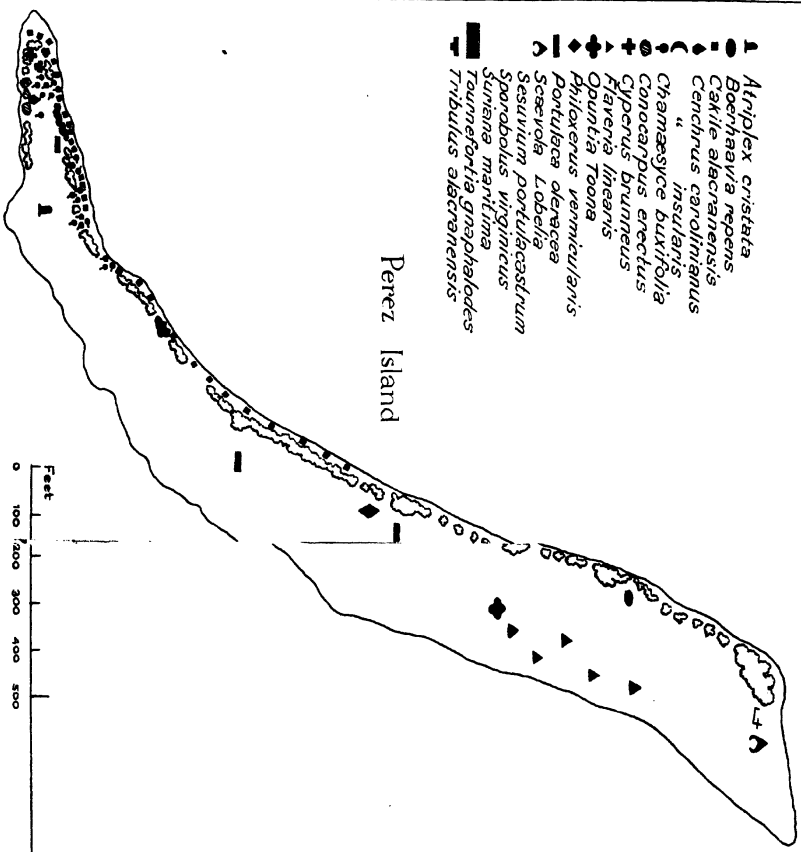 Atriplex cristata
Boerhaavia repens
Cakile alacranensis
Cenchrus carolinianus
" insularis
Chamaesyce buxifolia
Conocarpus erectus
Cyperus brunneus
Flaveria linearis
Opuntia Toona
Philoxerus vermicularis
Portulaca oleracea
Scaevola Lobelia
Sesuvium portulacastrum
Sporobolus virginicus
Suriana maritima
Tournefortia gnaphalodes
Tribulus alacranensis
Perez Island
Feet
0 100 200 300 400 500